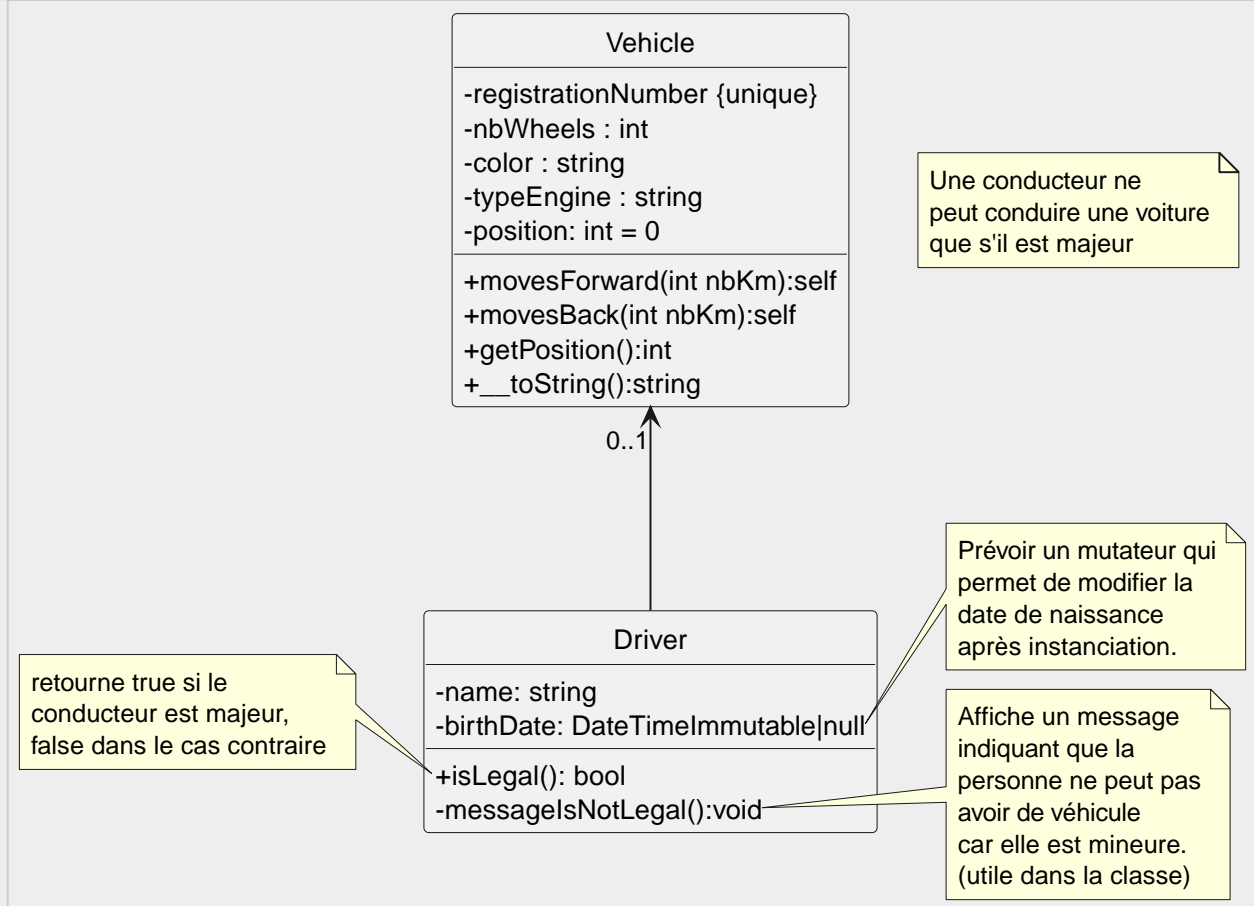 Vehicle
-registrationNumber {unique}
-nbWheels : int
-color : string
-typeEngine : string
-position: int = 0
+movesForward(int nbKm):self
+movesBack(int nbKm):self
+getPosition():int
+__toString():string
Une conducteur ne
peut conduire une voiture
que s'il est majeur
0..1
Prévoir un mutateur qui
permet de modifier la
date de naissance
après instanciation.
Driver
-name: string
-birthDate: DateTimeImmutable|null
+isLegal(): bool
-messageIsNotLegal():void
retourne true si le
conducteur est majeur,
false dans le cas contraire
Affiche un message
indiquant que la
personne ne peut pas
avoir de véhicule
car elle est mineure.
(utile dans la classe)